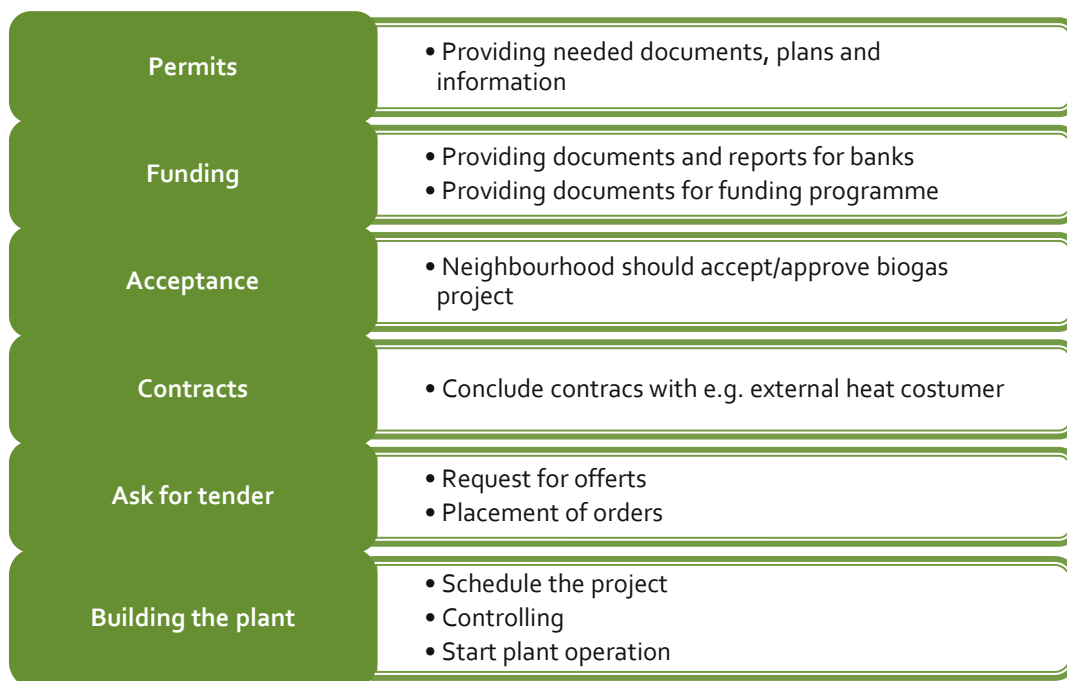 Permits
• Providing needed documents, plans and
information
Funding
• Providing documents and reports for banks
• Providing documents for funding programme
Acceptance
• Neighbourhood should accept/approve biogas
project
Contracts
• Conclude contracs with e.g. external heat costumer
Ask for tender
• Request for offerts
• Placement of orders
Building the plant
• Schedule the project
• Controlling
• Start plant operation